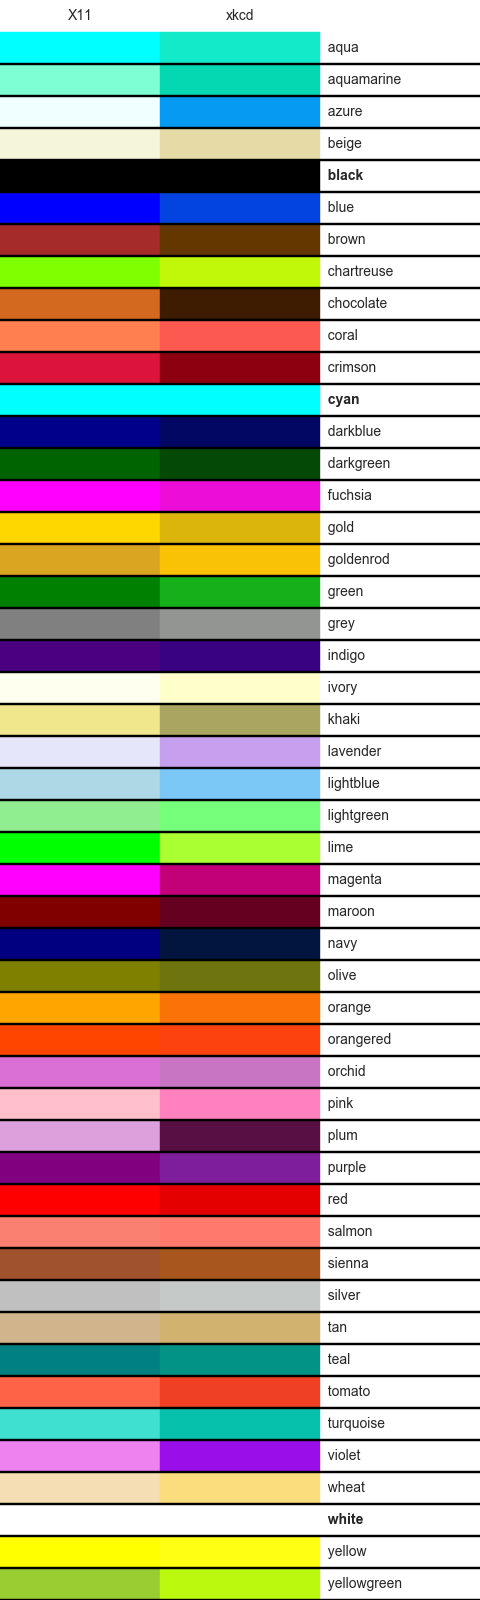 X11 xkcd
aqua
aquamarine
azure
beige
black
blue
brown
chartreuse
chocolate
coral
crimson
cyan
darkblue
darkgreen
fuchsia
gold
goldenrod
green
grey
indigo
ivory
khaki
lavender
lightblue
lightgreen
lime
magenta
maroon
navy
olive
orange
orangered
orchid
pink
plum
purple
red
salmon
sienna
silver
tan
teal
tomato
turquoise
violet
wheat
white
yellow
yellowgreen